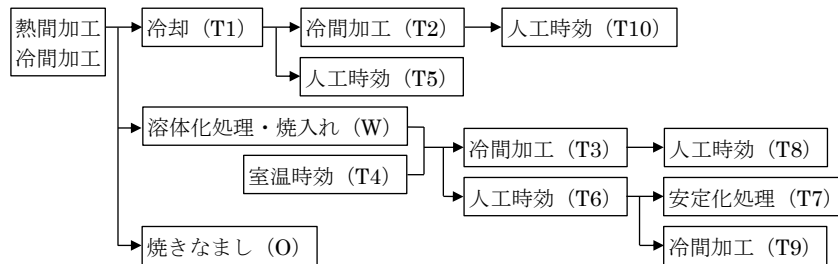 熱間加工
冷間加工
冷却（T1）
冷間加工（T2）
人工時効（T10）
人工時効（T5）
溶体化処理・焼入れ（W）
室温時効（T4）
冷間加工（T3）
人工時効（T8）
人工時効（T6）
安定化処理（T7）
冷間加工（T9）
焼きなまし（O）